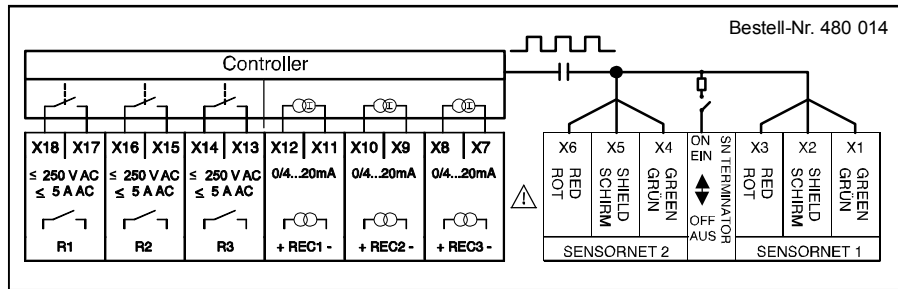 Bestell-Nr. 480 014
Controller
X18 X17 X16 X15 X14 X13 X12 X11 X10 X9 X8 X7
≤ 250 V AC ≤ 250 V AC ≤ 250 V AC 0/4...20mA 0/4...20mA 0/4...20mA
≤ 5 A AC ≤ 5 A AC ≤ 5 A AC
R1 R2 R3 + REC1 - + REC2 - + REC3 -
X6 X5 X4
RED SHIELD GREEN
ROT SCHIRM GRÜN
SENSORNET 2
ON
EIN
OFF
AUS
SN TERMINATOR
X3 X2 X1
RED SHIELD GREEN
ROT SCHIRM GRÜN
SENSORNET 1